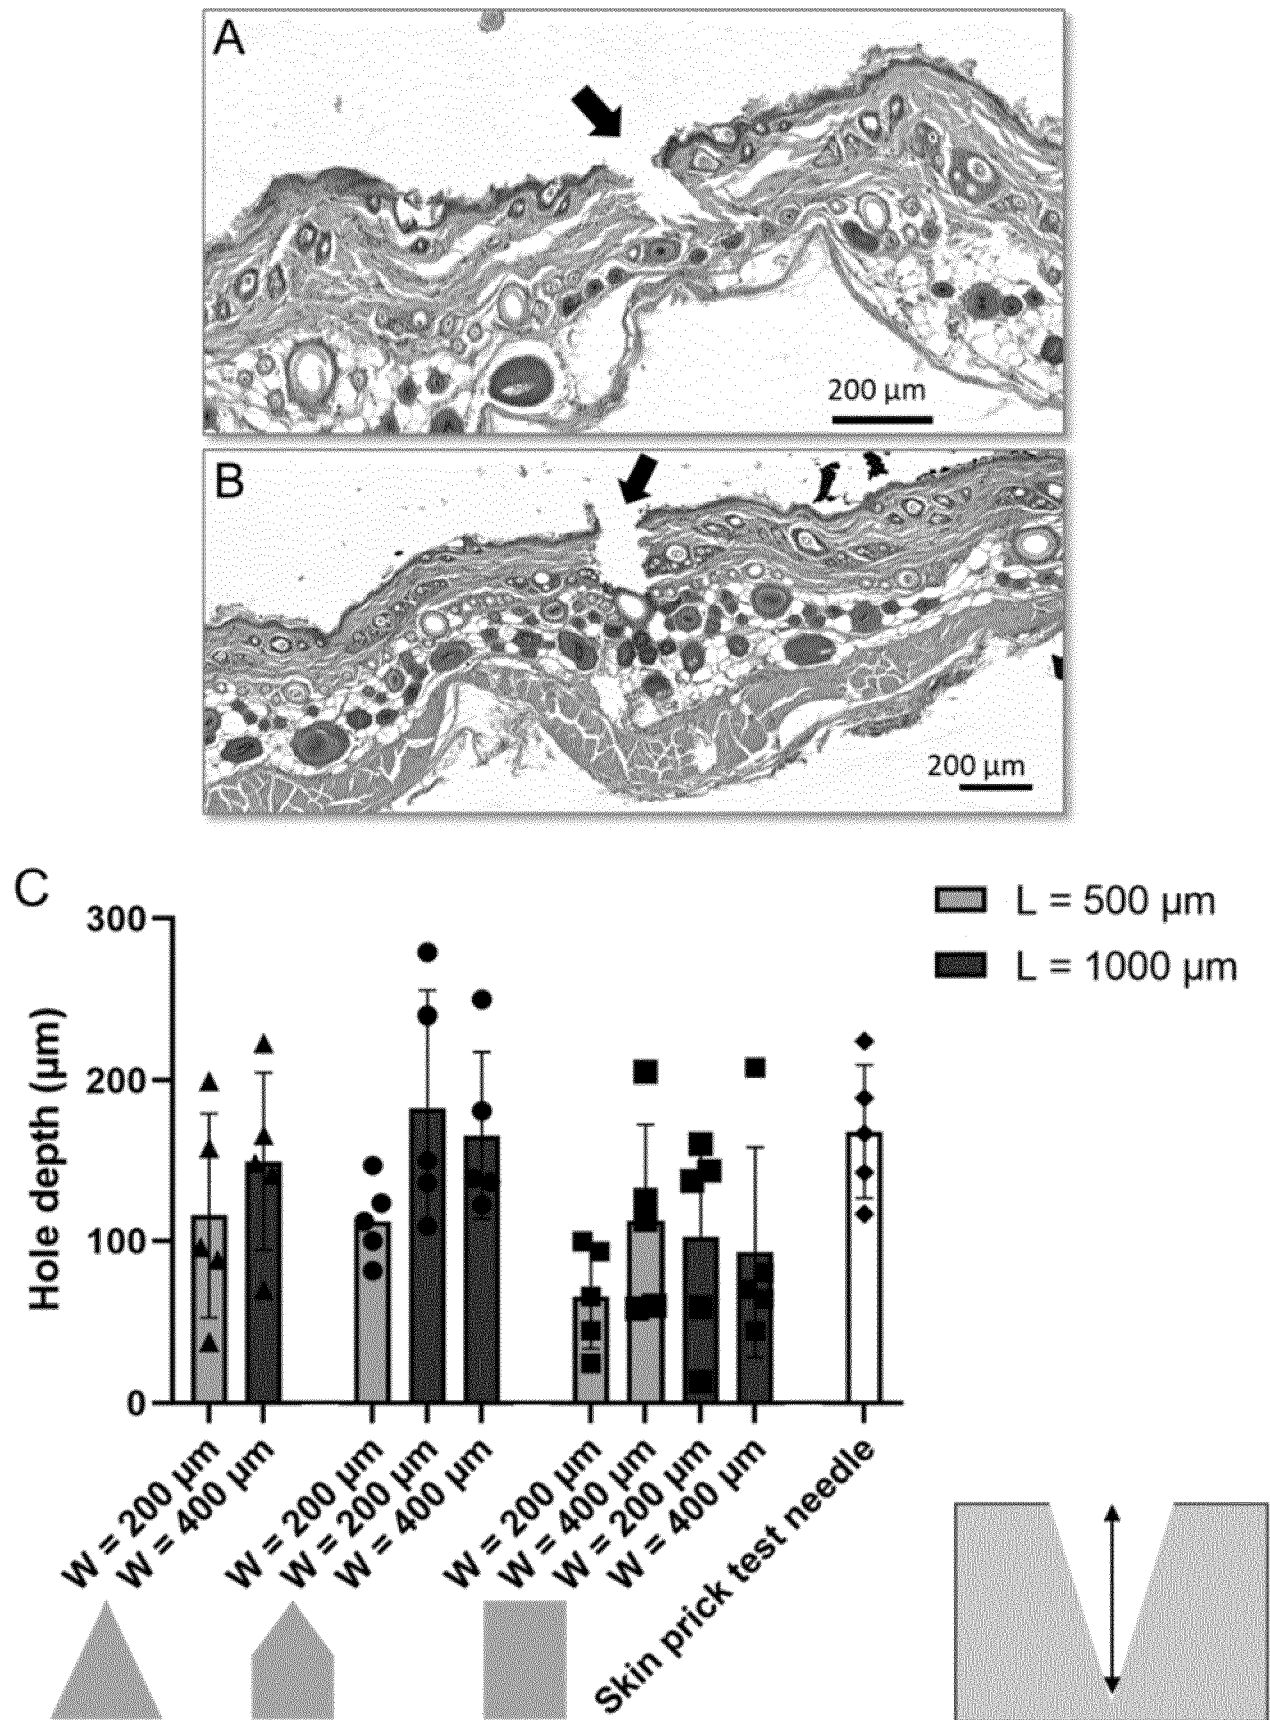 A
200 µm
B
200 µm
C
L = 500 µm
L = 1000 µm
Hole depth (µm)
300
200
100
0
W = 200 µm
W = 400 µm
W = 200 µm
W = 200 µm
W = 400 µm
W = 200 µm
W = 400 µm
W = 200 µm
W = 400 µm
Skin prick test needle